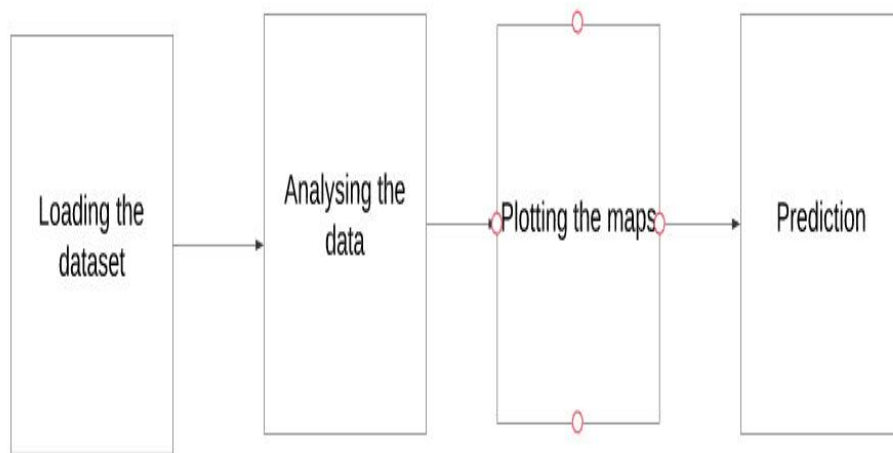 Loading the
dataset
Analysing the
data
Plotting the maps
Prediction